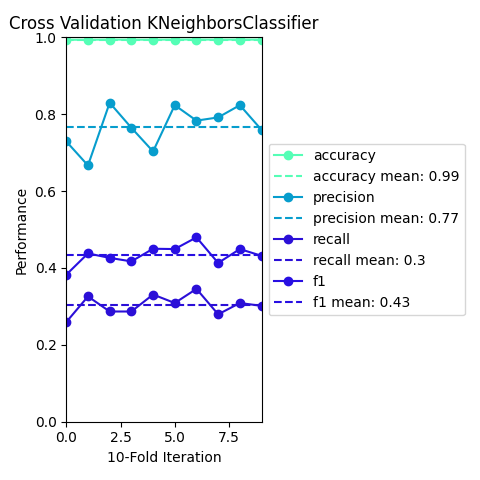 Cross Validation KNeighborsClassifier
1.0
0.8
0.6
0.4
0.2
0.0
Performance
0.0
2.5
5.0
7.5
10-Fold Iteration
accuracy
accuracy mean: 0.99
precision
precision mean: 0.77
recall
recall mean: 0.3
f1
f1 mean: 0.43